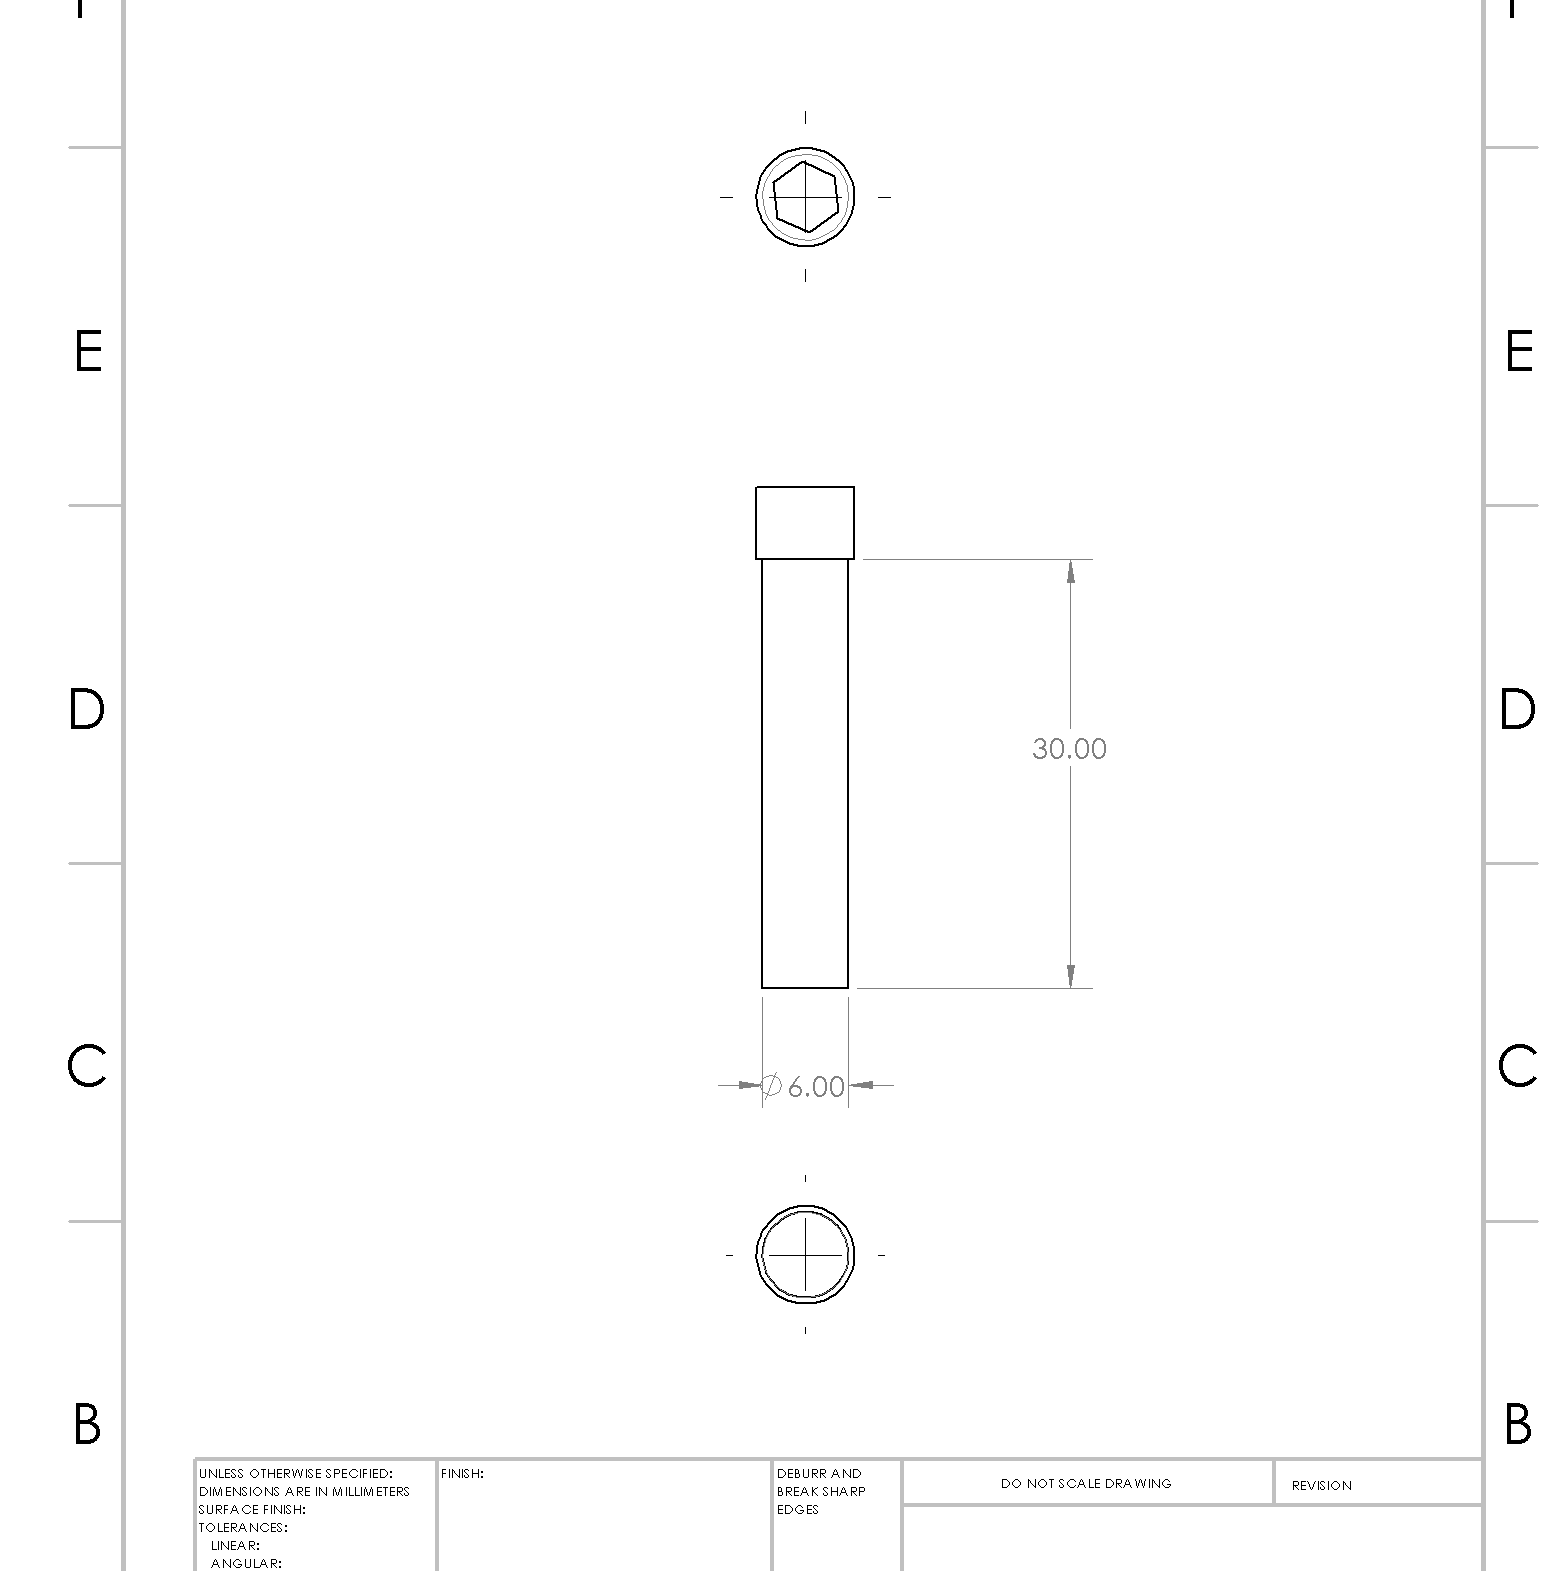 E
E
D
D
30.00
C
C
∅ 6.00
B
B
UNLESS OTHERWISE SPECIFIED:
DIMENSIONS ARE IN MILLIMETERS
SURFACE FINISH:
TOLERANCES:
LINEAR:
ANGULAR:
FINISH:
DEBURR AND
BREAK SHARP
EDGES
DO NOT SCALE DRAWING
REVISION